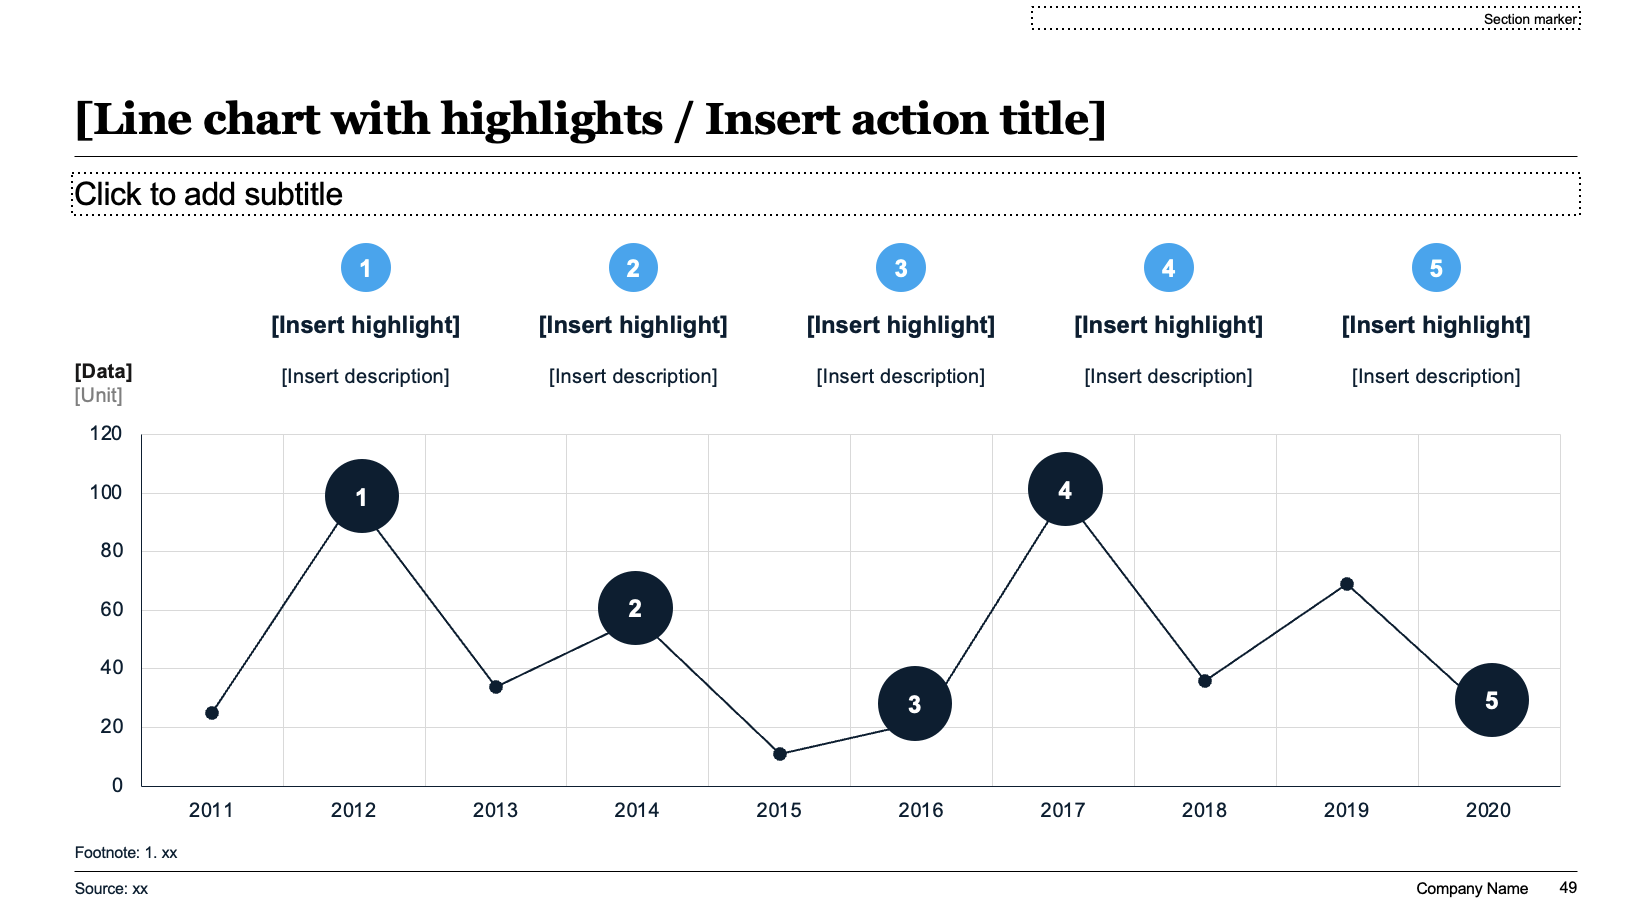 Section marker
[Line chart with highlights / Insert action title]
Click to add subtitle
1 2 3 4 5
[Insert highlight] [Insert highlight] [Insert highlight] [Insert highlight] [Insert highlight]
[Data]
[Insert description] [Insert description] [Insert description] [Insert description] [Insert description]
[Unit]
120
100
80
60
40
20
0
1
2
3
4
5
2011 2012 2013 2014 2015 2016 2017 2018 2019 2020
Footnote: 1. xx
Source: xx
Company Name 49